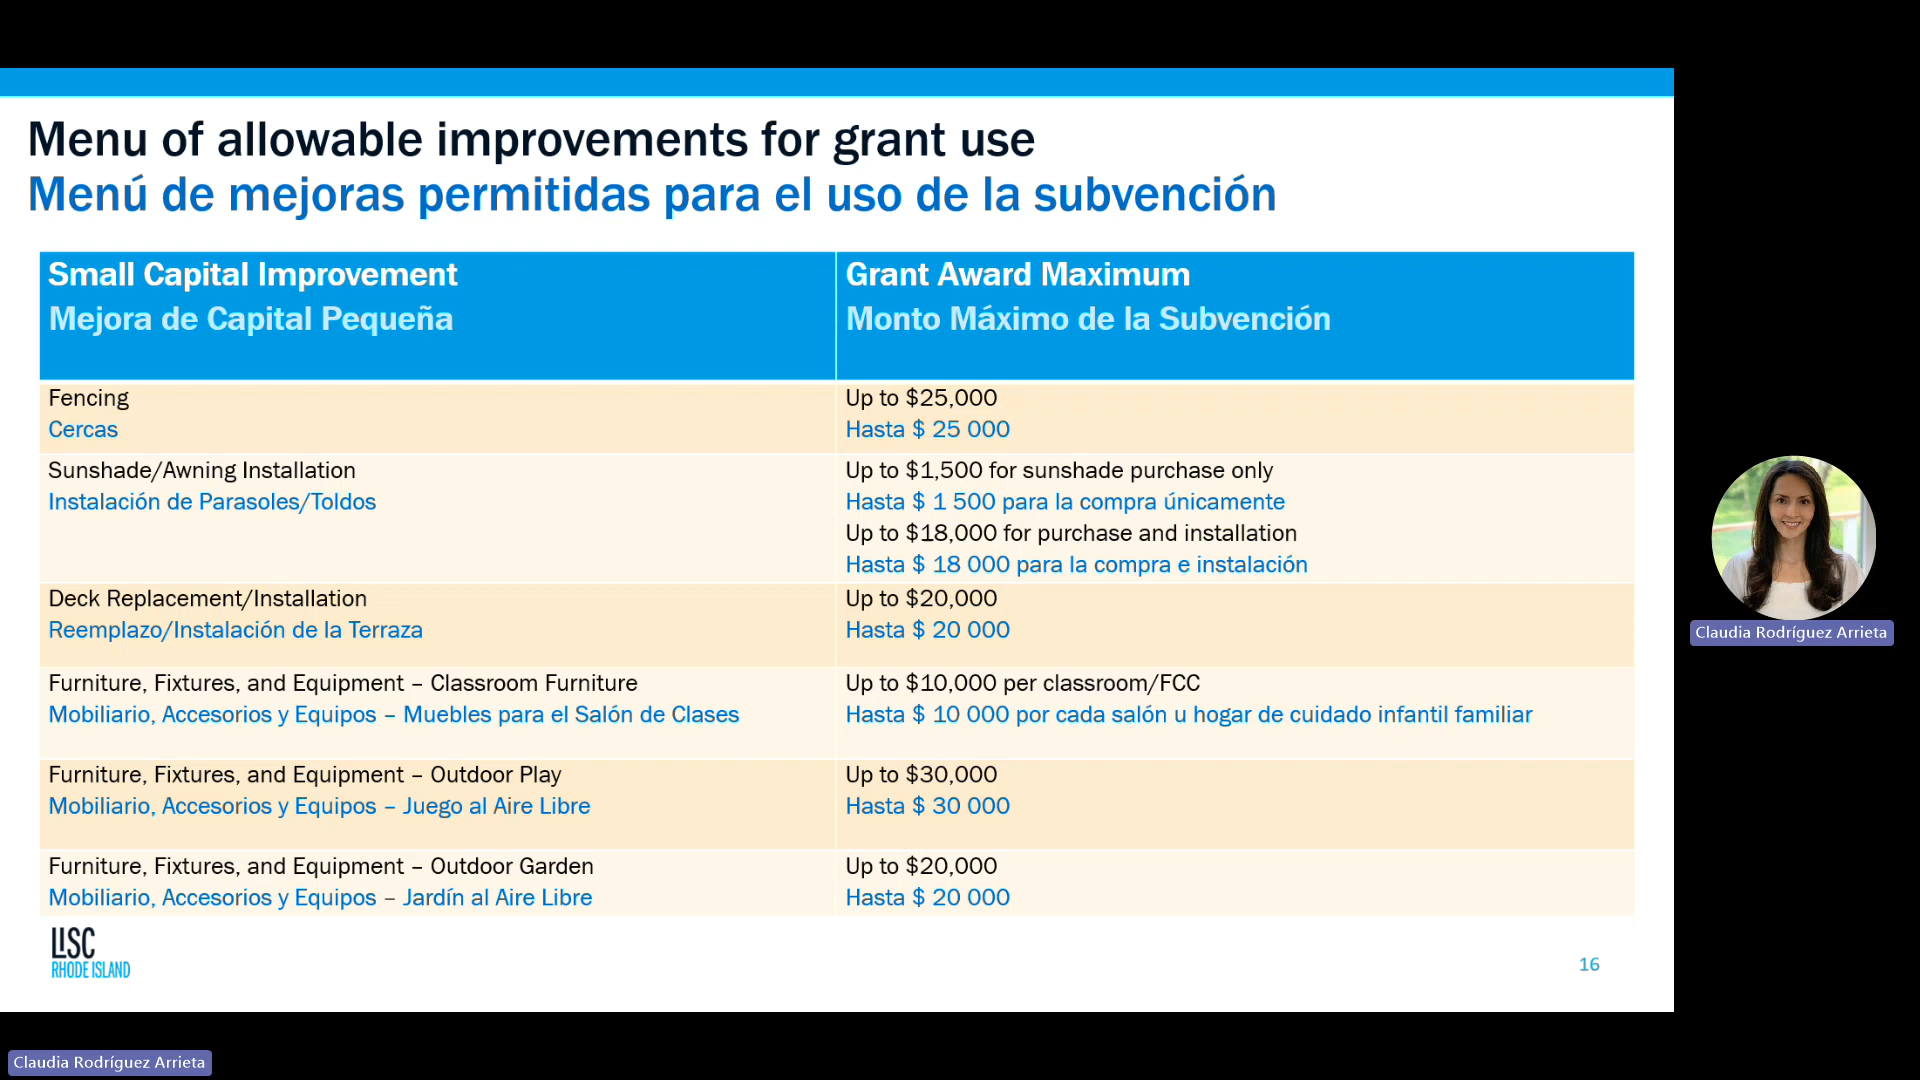 Menu of allowable improvements for grant use
Menú de mejoras permitidas para el uso de la subvención
Small Capital Improvement
Mejora de Capital Pequeña
Grant Award Maximum
Monto Máximo de la Subvención
Fencing
Cercas
Up to $25,000
Hasta $ 25 000
Sunshade/Awning Installation
Instalación de Parasoles/Toldos
Up to $1,500 for sunshade purchase only
Hasta $ 1 500 para la compra únicamente
Up to $18,000 for purchase and installation
Hasta $ 18 000 para la compra e instalación
Deck Replacement/Installation
Reemplazo/Instalación de la Terraza
Up to $20,000
Hasta $ 20 000
Furniture, Fixtures, and Equipment – Classroom Furniture
Mobiliario, Accesorios y Equipos – Muebles para el Salón de Clases
Up to $10,000 per classroom/FCC
Hasta $ 10 000 por cada salón u hogar de cuidado infantil familiar
Furniture, Fixtures, and Equipment – Outdoor Play
Mobiliario, Accesorios y Equipos – Juego al Aire Libre
Up to $30,000
Hasta $ 30 000
Furniture, Fixtures, and Equipment – Outdoor Garden
Mobiliario, Accesorios y Equipos – Jardín al Aire Libre
Up to $20,000
Hasta $ 20 000
LISC
RHODE ISLAND
16
Claudia Rodríguez Arrieta
Claudia Rodríguez Arrieta